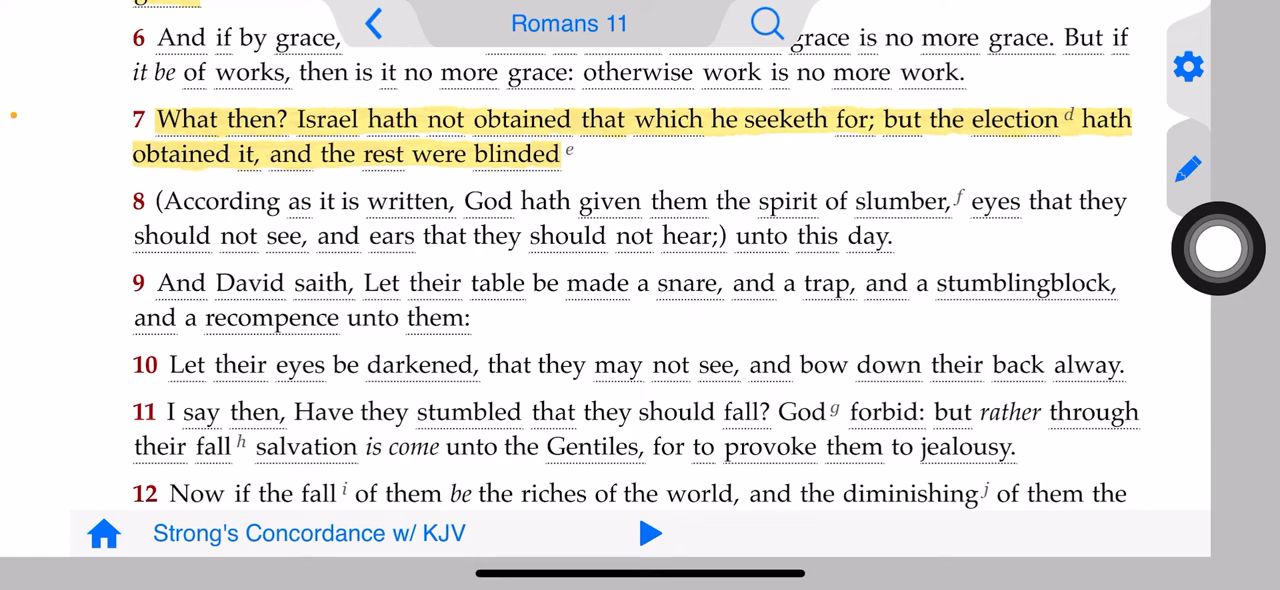 Romans 11
6 And if by grace, grace is no more grace. But if
it be of works, then is it no more grace: otherwise work is no more work.
7 What then? Israel hath not obtained that which he seeketh for; but the election d hath
obtained it, and the rest were blinded e
8 (According as it is written, God hath given them the spirit of slumber, f eyes that they
should not see, and ears that they should not hear;) unto this day.
9 And David saith, Let their table be made a snare, and a trap, and a stumblingblock,
and a recompence unto them:
10 Let their eyes be darkened, that they may not see, and bow down their back alway.
11 I say then, Have they stumbled that they should fall? God g forbid: but rather through
their fall h salvation is come unto the Gentiles, for to provoke them to jealousy.
12 Now if the fall i of them be the riches of the world, and the diminishing j of them the
Strong's Concordance w/ KJV